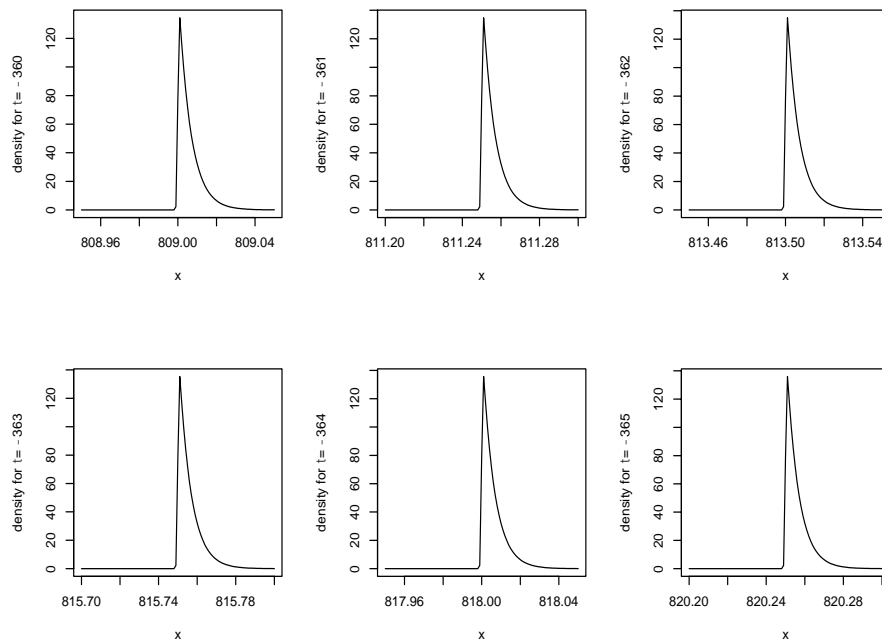 density for t= − 360
0 20 40 60 80 120
808.96 809.00 809.04
x
density for t= − 361
0 20 40 60 80 120
811.20 811.24 811.28
x
density for t= − 362
0 20 40 60 80 120
813.46 813.50 813.54
x
density for t= − 363
0 20 40 60 80 120
815.70 815.74 815.78
x
density for t= − 364
0 20 40 60 80 120
817.96 818.00 818.04
x
density for t= − 365
0 20 40 60 80 120
820.20 820.24 820.28
x